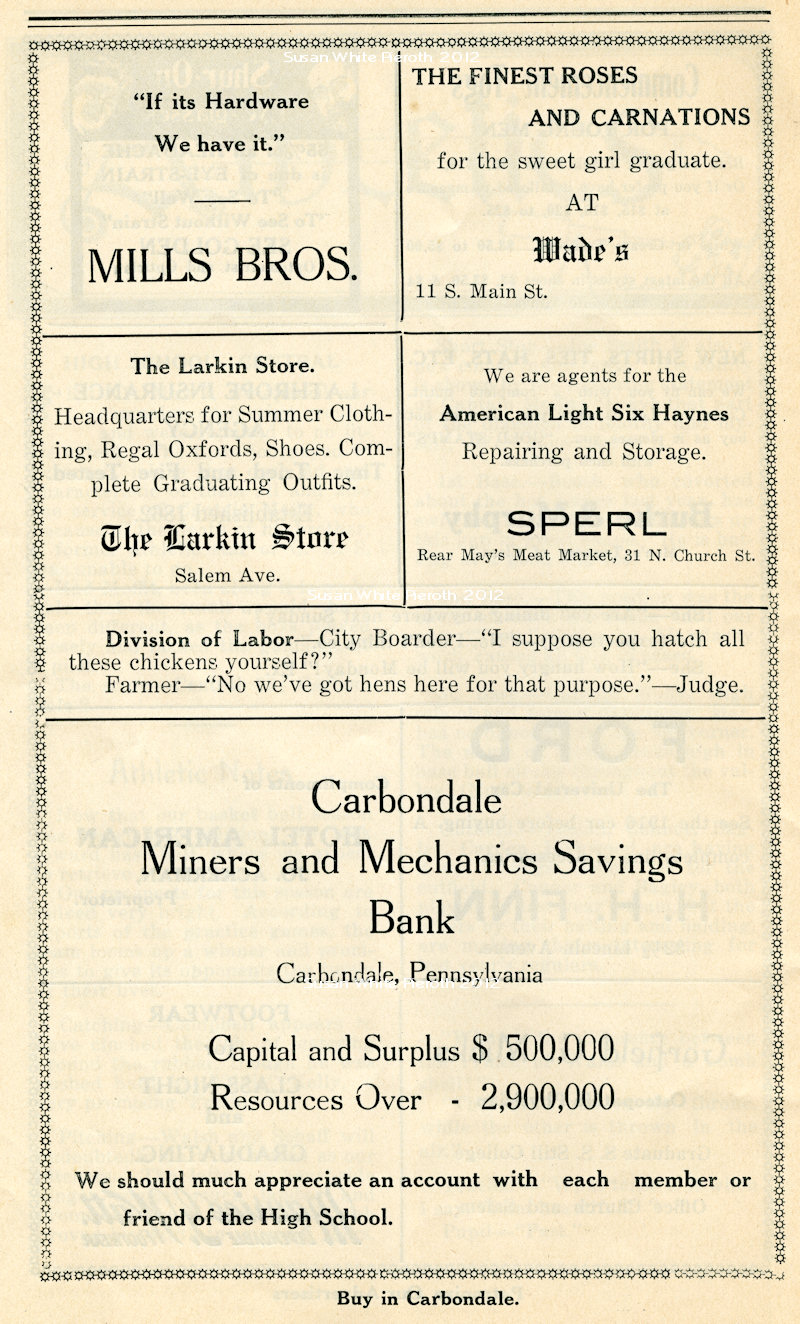 Susan White Pieroth 2012
“If its Hardware
We have it.”
MILLS BROS.
THE FINEST ROSES
AND CARNATIONS
for the sweet girl graduate.
AT
Wade's
11 S. Main St.
The Larkin Store.
Headquarters for Summer Cloth-
ing, Regal Oxfords, Shoes. Com-
plete Graduating Outfits.
The Larkin Store
Salem Ave.
We are agents for the
American Light Six Haynes
Repairing and Storage.
SPERL
Rear May's Meat Market, 31 N. Church St.
Susan White Pieroth 2012
Division of Labor—City Boarder—“I suppose you hatch all
these chickens yourself?”
Farmer—“No we've got hens here for that purpose.”—Judge.
Carbondale
Miners and Mechanics Savings
Bank
Carbondale, Pennsylvania
Susan White Pieroth 2012
Capital and Surplus $ 500,000
Resources Over - 2,900,000
We should much appreciate an account with each member or
friend of the High School.
Buy in Carbondale.